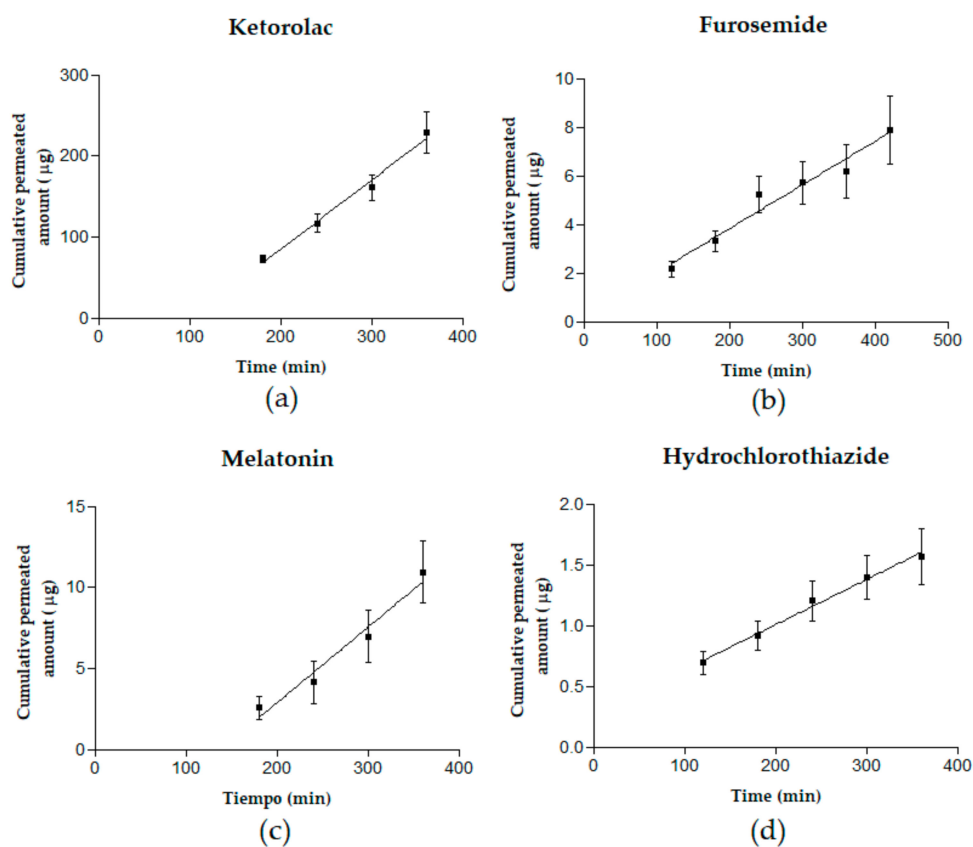 Ketorolac
Cumulative permeated
amount ( μg)
300
200
100
0
0 100 200 300 400
Time (min)
(a)
Furosemide
Cumulative permeated
amount ( μg)
10
8
6
4
2
0
0 100 200 300 400 500
Time (min)
(b)
Melatonin
Cumulative permeated
amount ( μg)
15
10
5
0
0 100 200 300 400
Tiempo (min)
(c)
Hydrochlorothiazide
Cumulative permeated
amount ( μg)
2.0
1.5
1.0
0.5
0.0
0 100 200 300 400
Time (min)
(d)